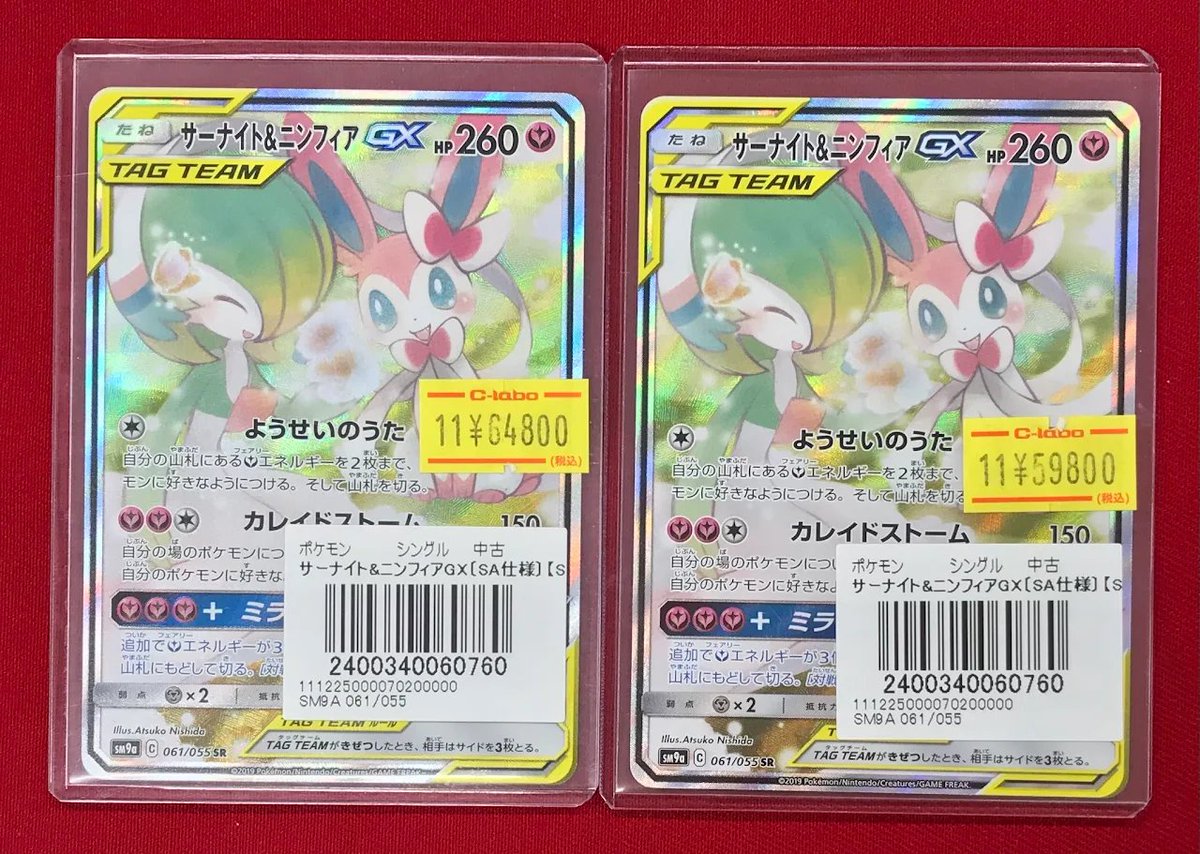 たね サーナイト&ニンフィア GX HP 260
TAG TEAM
C-labo
11¥64800
(税込)
ようせいのうた
自分の山札にあるエネルギーを2枚まで、
モンに好きなようにつける。そして山札を切る。
カレイドストーム 150
自分の場のポケモンにつ
自分のポケモンに好きな
+ ミラ
追加でエネルギーが3
山札にもどして切る。[対戦
ポケモン シングル 中古
サーナイト&ニンフィアGX〔SA仕様〕【S
2400340060760
111225000070200000
SM9A 061/055
弱点 ×2 抵抗
TAG TEAM ルール
Illus.Atsuko Nishida
TAG TEAMがきぜつしたとき、相手はサイドを3枚とる。
sm9a C 061/055 SR
©2019 Pokémon/Nintendo/Creatures/GAME FREAK.
たね サーナイト&ニンフィア GX HP 260
TAG TEAM
C-labo
11¥59800
(税込)
ようせいのうた
自分の山札にあるエネルギーを2枚まで、
モンに好きなようにつける。そして山札を切る
カレイドストーム 150
自分の場のポケモンにつ
自分のポケモンに好きな
+ ミラ
追加でエネルギーが3
山札にもどして切る。[対戦
ポケモン シングル 中古
サーナイト&ニンフィアGX〔SA仕様〕【S
2400340060760
111225000070200000
SM9A 061/055
弱点 ×2 抵抗
Illus.Atsuko Nishida
TAG TEAMがきぜつしたとき、相手はサイドを3枚とる。
sm9a C 061/055 SR
©2019 Pokémon/Nintendo/Creatures/GAME FREAK.